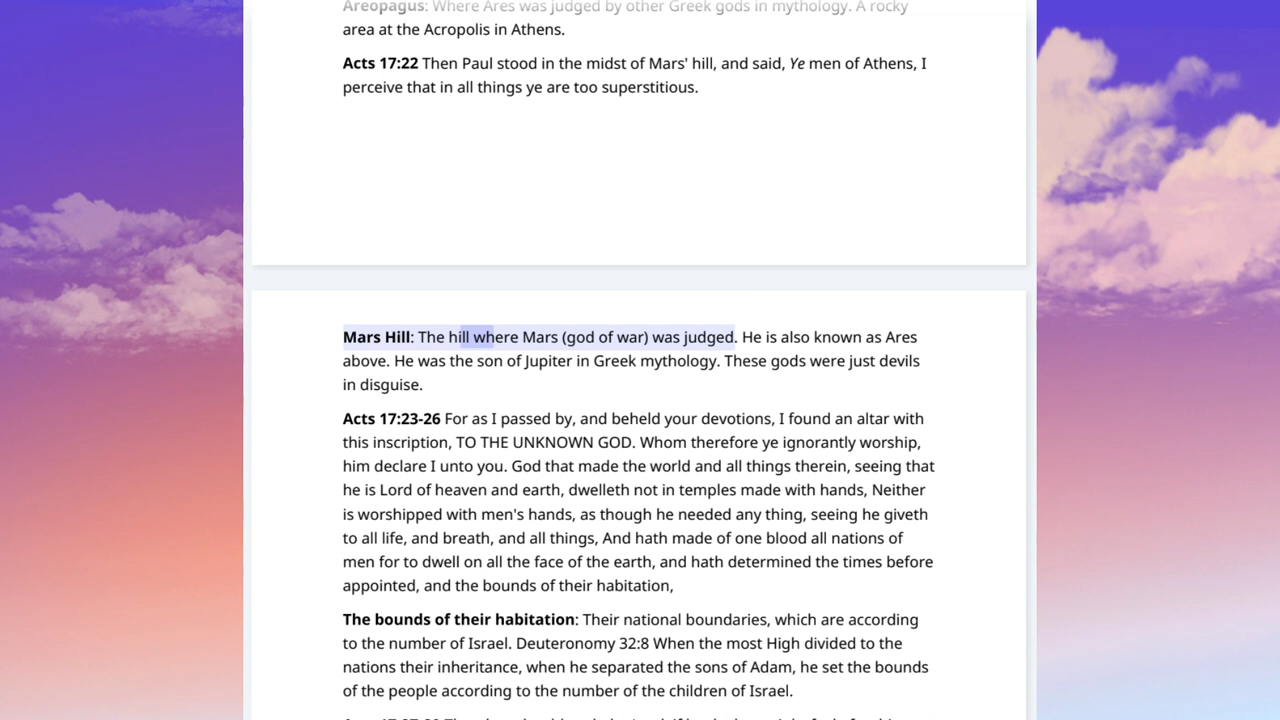 Areopagus: Where Ares was judged by other Greek gods in mythology. A rocky
area at the Acropolis in Athens.
Acts 17:22 Then Paul stood in the midst of Mars' hill, and said, Ye men of Athens, I
perceive that in all things ye are too superstitious.
Mars Hill: The hill where Mars (god of war) was judged. He is also known as Ares
above. He was the son of Jupiter in Greek mythology. These gods were just devils
in disguise.
Acts 17:23-26 For as I passed by, and beheld your devotions, I found an altar with
this inscription, TO THE UNKNOWN GOD. Whom therefore ye ignorantly worship,
him declare I unto you. God that made the world and all things therein, seeing that
he is Lord of heaven and earth, dwelleth not in temples made with hands, Neither
is worshipped with men's hands, as though he needed any thing, seeing he giveth
to all life, and breath, and all things, And hath made of one blood all nations of
men for to dwell on all the face of the earth, and hath determined the times before
appointed, and the bounds of their habitation,
The bounds of their habitation: Their national boundaries, which are according
to the number of Israel. Deuteronomy 32:8 When the most High divided to the
nations their inheritance, when he separated the sons of Adam, he set the bounds
of the people according to the number of the children of Israel.